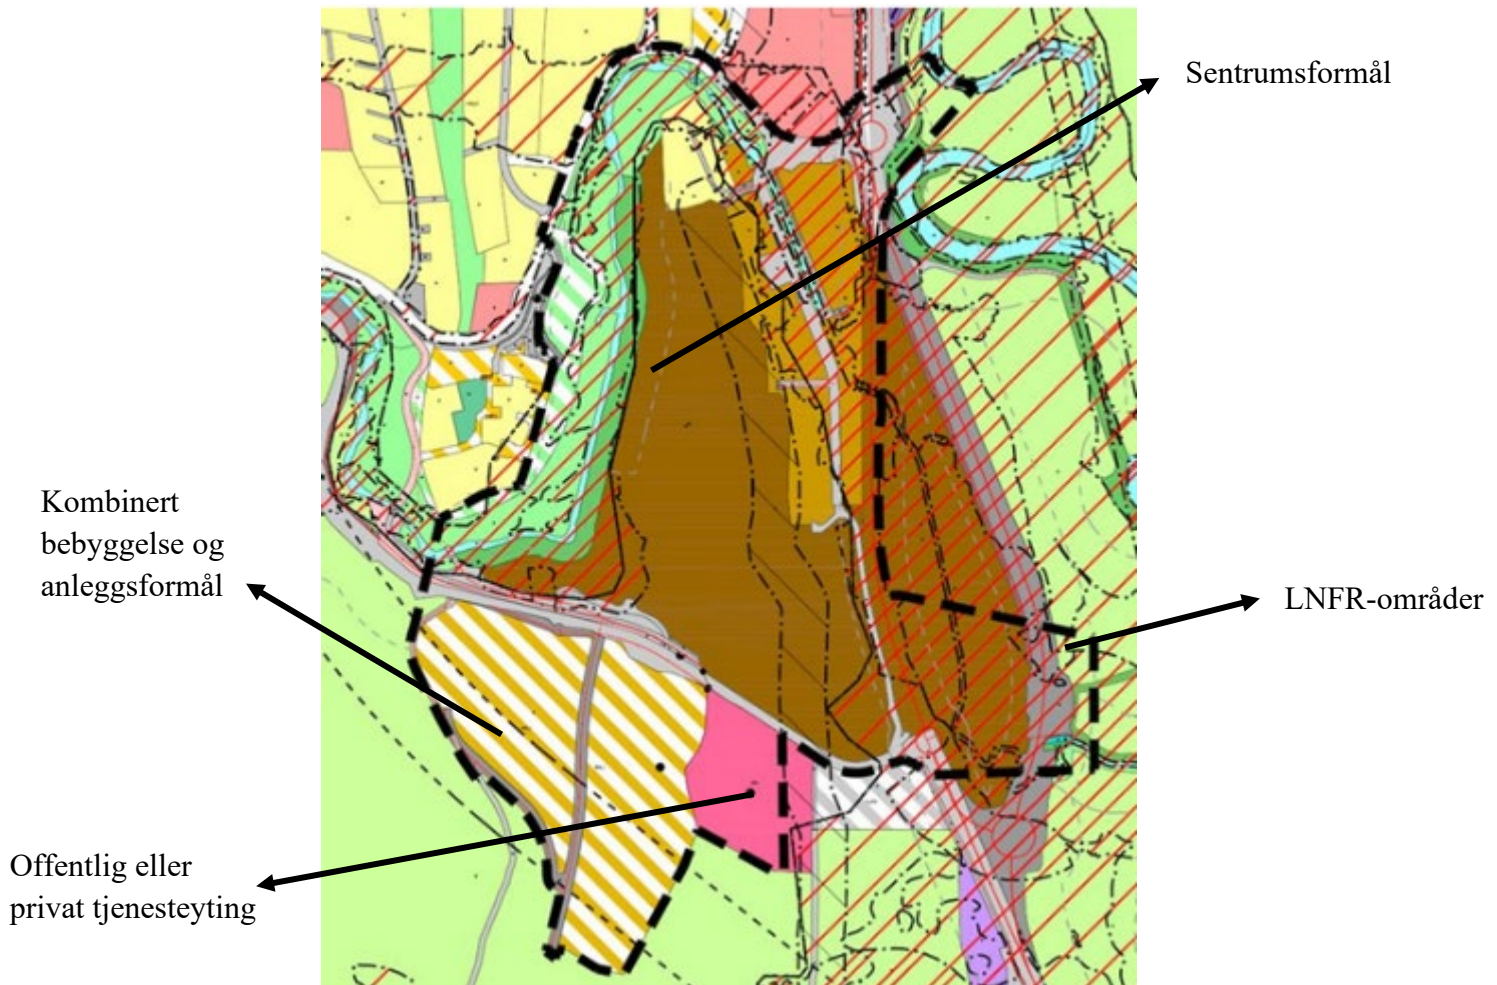 Sentrumsformål
Kombinert
bebyggelse og
anleggsformål
LNFR-områder
Offentlig eller
privat tjenesteyting